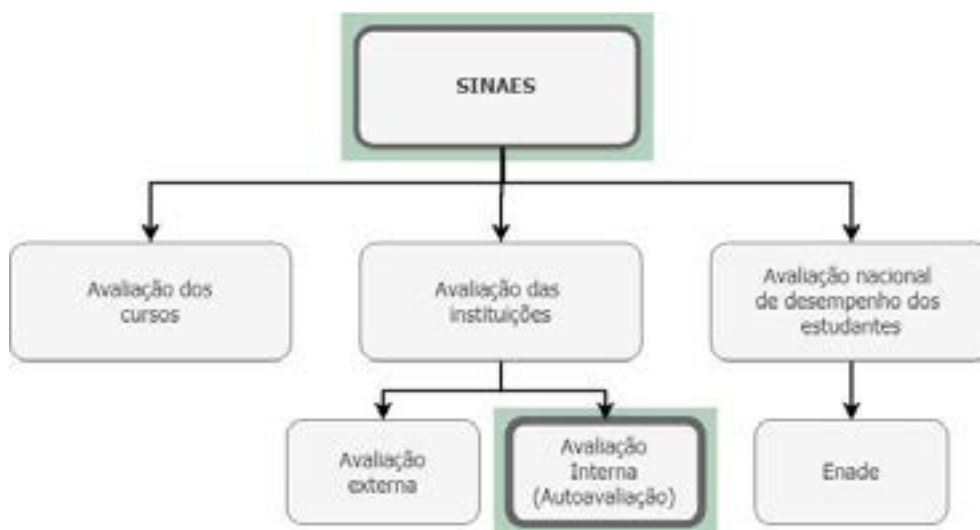 SINAES
Avaliação dos
cursos
Avaliação das
instituições
Avaliação nacional
de desempenho dos
estudantes
Avaliação
externa
Avaliação
Interna
(Autoavaliação)
Enade